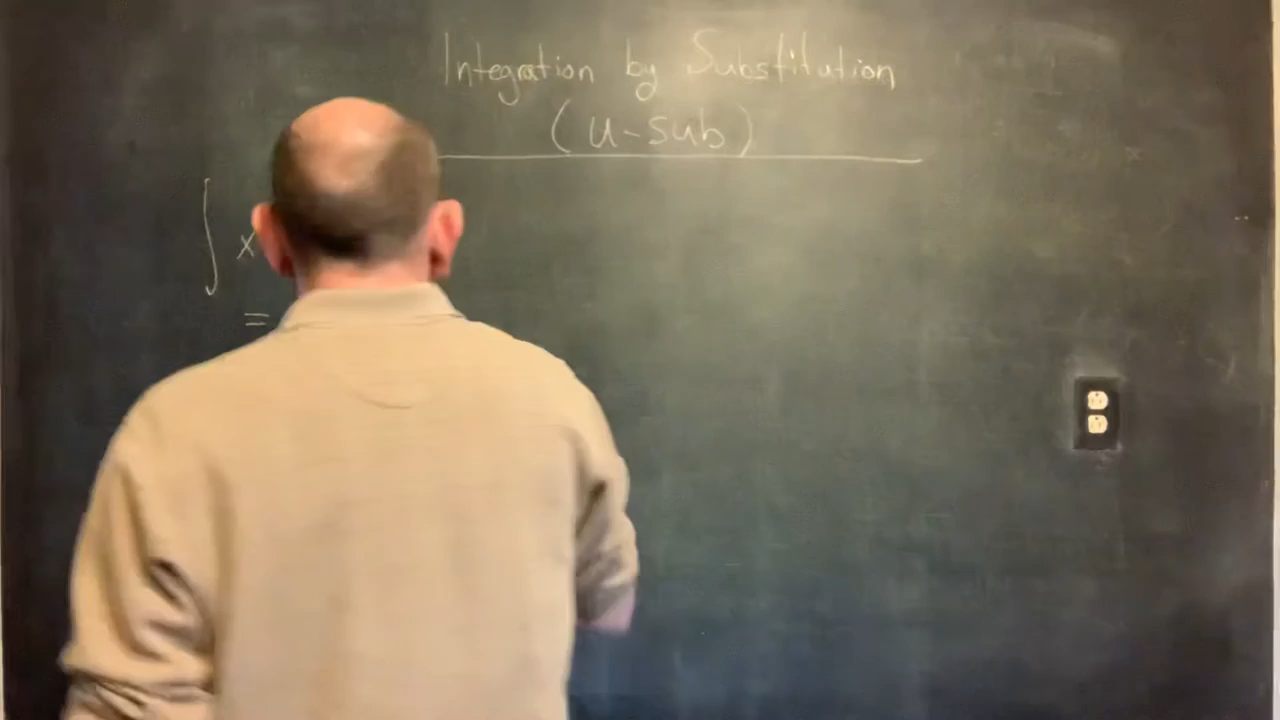 Integration by Substitution
(u-sub)
∫ x
=